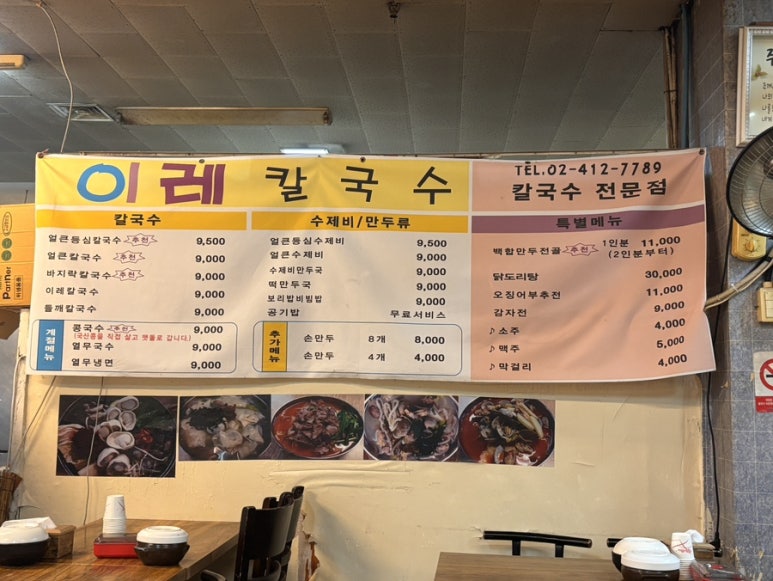 이레 칼국수
TEL.02-412-7789
칼국수 전문점
칼국수
얼큰등심칼국수 추천 9,500
얼큰칼국수 추천 9,000
바지락칼국수 추천 9,000
이레칼국수 9,000
들깨칼국수 9,000
계절메뉴
콩국수 추천 9,000
(국산콩을 직접 삶고 맷돌로 갑니다.)
열무국수 9,000
열무냉면 9,000
수제비/만두류
얼큰등심수제비 9,500
얼큰수제비 9,000
수제비만두국 9,000
떡만두국 9,000
보리밥비빔밥 9,000
공기밥 무료서비스
추가메뉴
손만두 8개 8,000
손만두 4개 4,000
특별메뉴
백합만두전골 추천 1인분 11,000
(2인분부터)
닭도리탕 30,000
오징어부추전 11,000
감자전 9,000
♪ 소주 4,000
♪ 맥주 5,000
♪ 막걸리 4,000
Partner